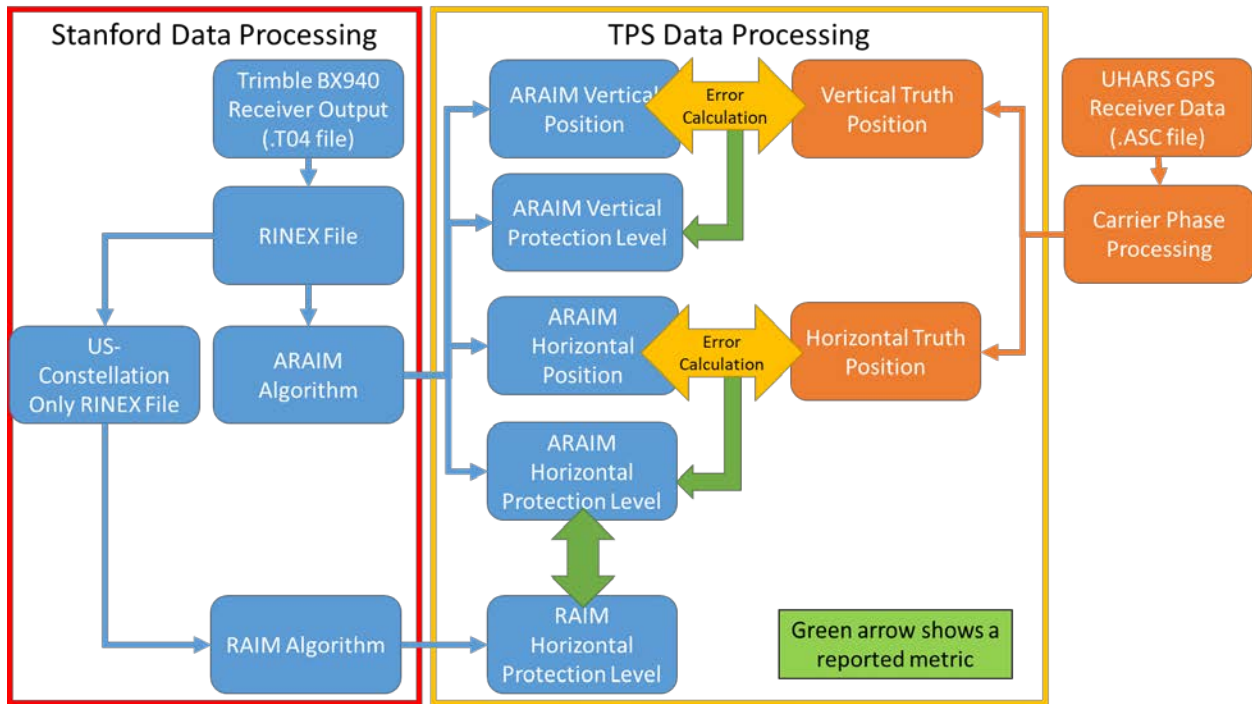 Stanford Data Processing
Trimble BX940
Receiver Output
(.T04 file)
RINEX File
US-
Constellation
Only RINEX File
ARAIM
Algorithm
RAIM Algorithm
TPS Data Processing
ARAIM Vertical
Position
Error
Calculation
Vertical Truth
Position
ARAIM Vertical
Protection Level
ARAIM
Horizontal
Position
Error
Calculation
Horizontal Truth
Position
ARAIM
Horizontal
Protection Level
RAIM
Horizontal
Protection Level
Green arrow shows a
reported metric
UHARS GPS
Receiver Data
(.ASC file)
Carrier Phase
Processing